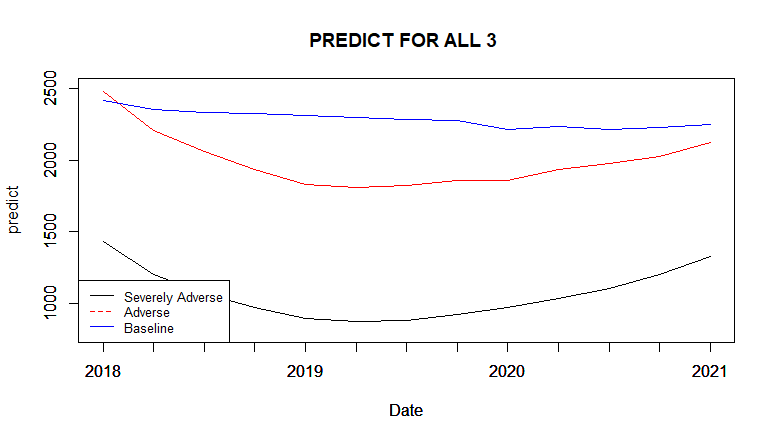 PREDICT FOR ALL 3
predict
2500
2000
1500
1000
Severely Adverse
Adverse
Baseline
2018
2019
2020
2021
Date